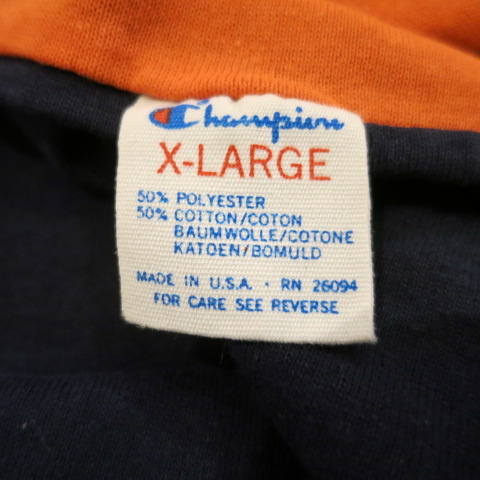 Champion
X-LARGE
50% POLYESTER
50% COTTON/COTON
BAUMWOLLE/COTONE
KATOEN/BOMULD
MADE IN U.S.A. · RN 26094
FOR CARE SEE REVERSE